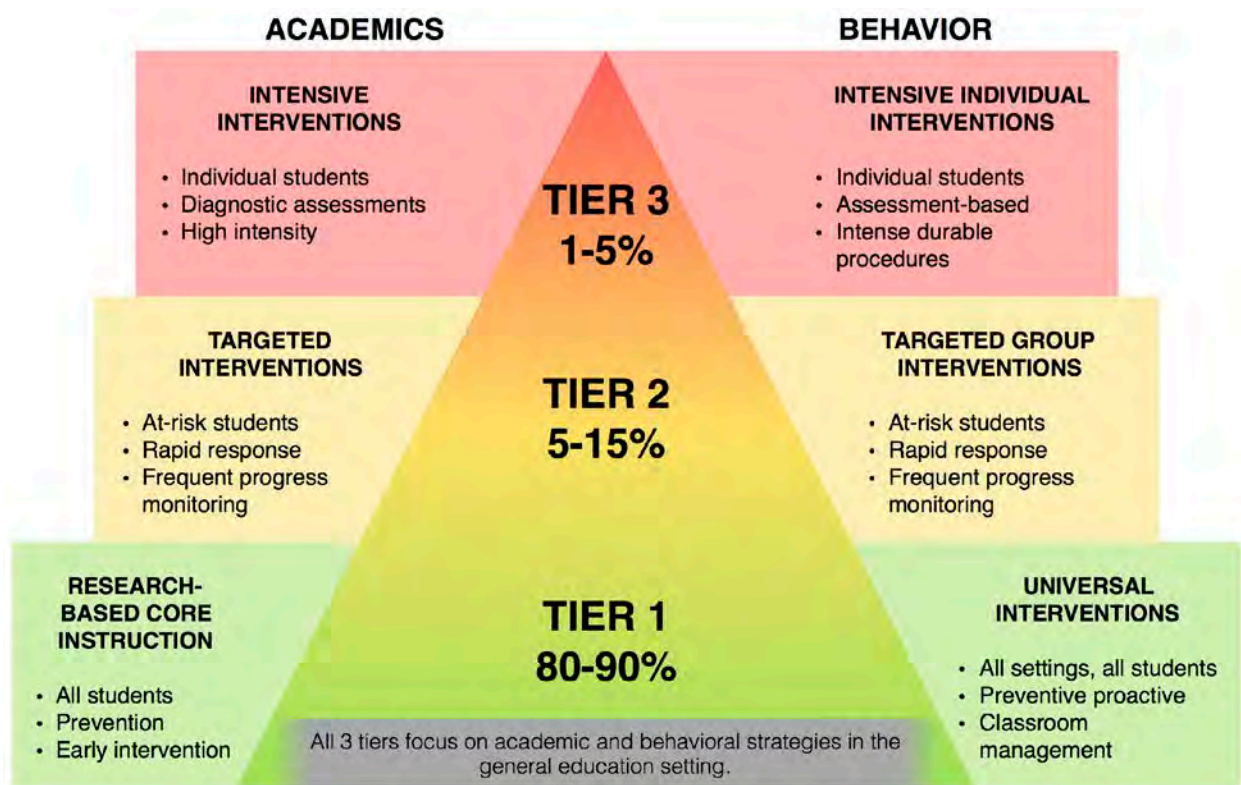 ACADEMICS
BEHAVIOR
INTENSIVE
INTERVENTIONS
• Individual students
• Diagnostic assessments
• High intensity
TIER 3
1-5%
INTENSIVE INDIVIDUAL
INTERVENTIONS
• Individual students
• Assessment-based
• Intense durable
procedures
TARGETED
INTERVENTIONS
• At-risk students
• Rapid response
• Frequent progress
monitoring
TIER 2
5-15%
TARGETED GROUP
INTERVENTIONS
• At-risk students
• Rapid response
• Frequent progress
monitoring
RESEARCH-
BASED CORE
INSTRUCTION
• All students
• Prevention
• Early intervention
TIER 1
80-90%
UNIVERSAL
INTERVENTIONS
• All settings, all students
• Preventive proactive
• Classroom
management
All 3 tiers focus on academic and behavioral strategies in the
general education setting.